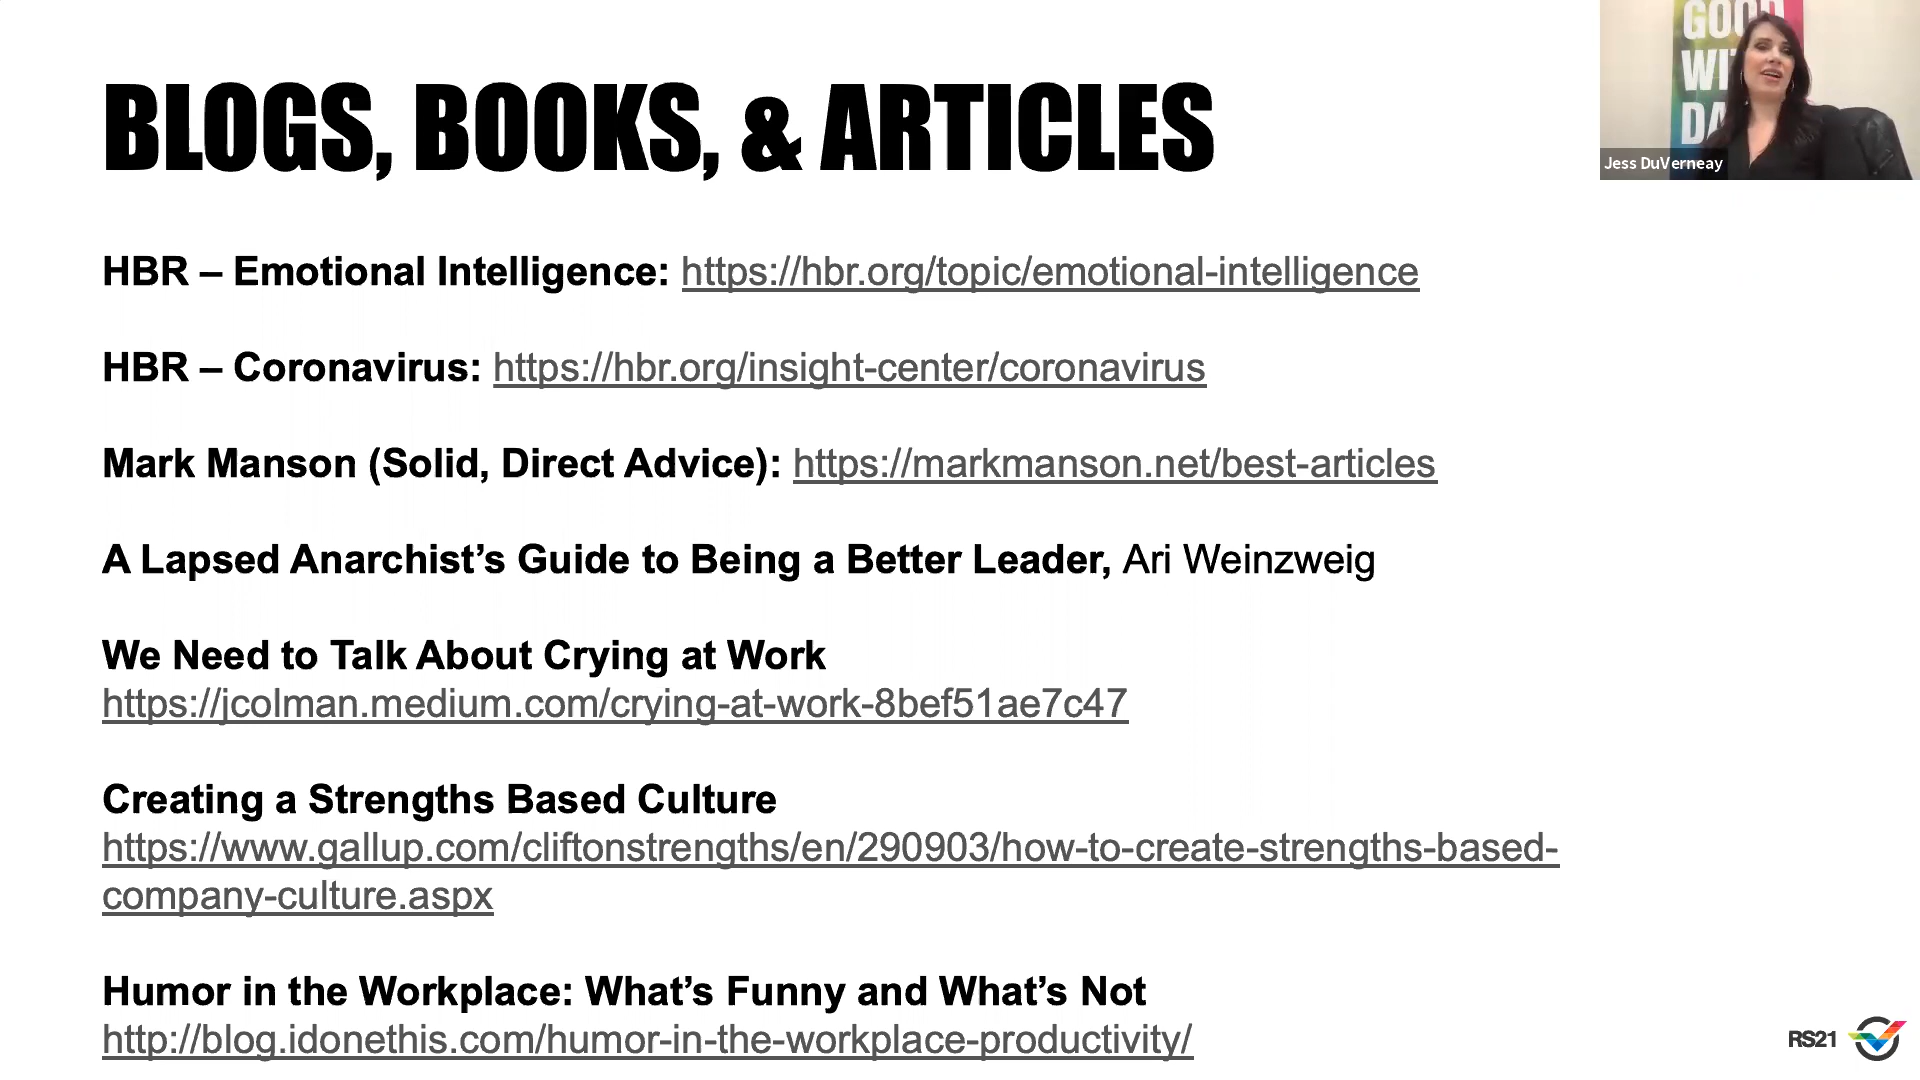 BLOGS, BOOKS, & ARTICLES
GOOD
WI
DA
Jess DuVerneay
HBR – Emotional Intelligence: https://hbr.org/topic/emotional-intelligence
HBR – Coronavirus: https://hbr.org/insight-center/coronavirus
Mark Manson (Solid, Direct Advice): https://markmanson.net/best-articles
A Lapsed Anarchist’s Guide to Being a Better Leader, Ari Weinzweig
We Need to Talk About Crying at Work
https://jcolman.medium.com/crying-at-work-8bef51ae7c47
Creating a Strengths Based Culture
https://www.gallup.com/cliftonstrengths/en/290903/how-to-create-strengths-based-
company-culture.aspx
Humor in the Workplace: What’s Funny and What’s Not
http://blog.idonethis.com/humor-in-the-workplace-productivity/
RS21